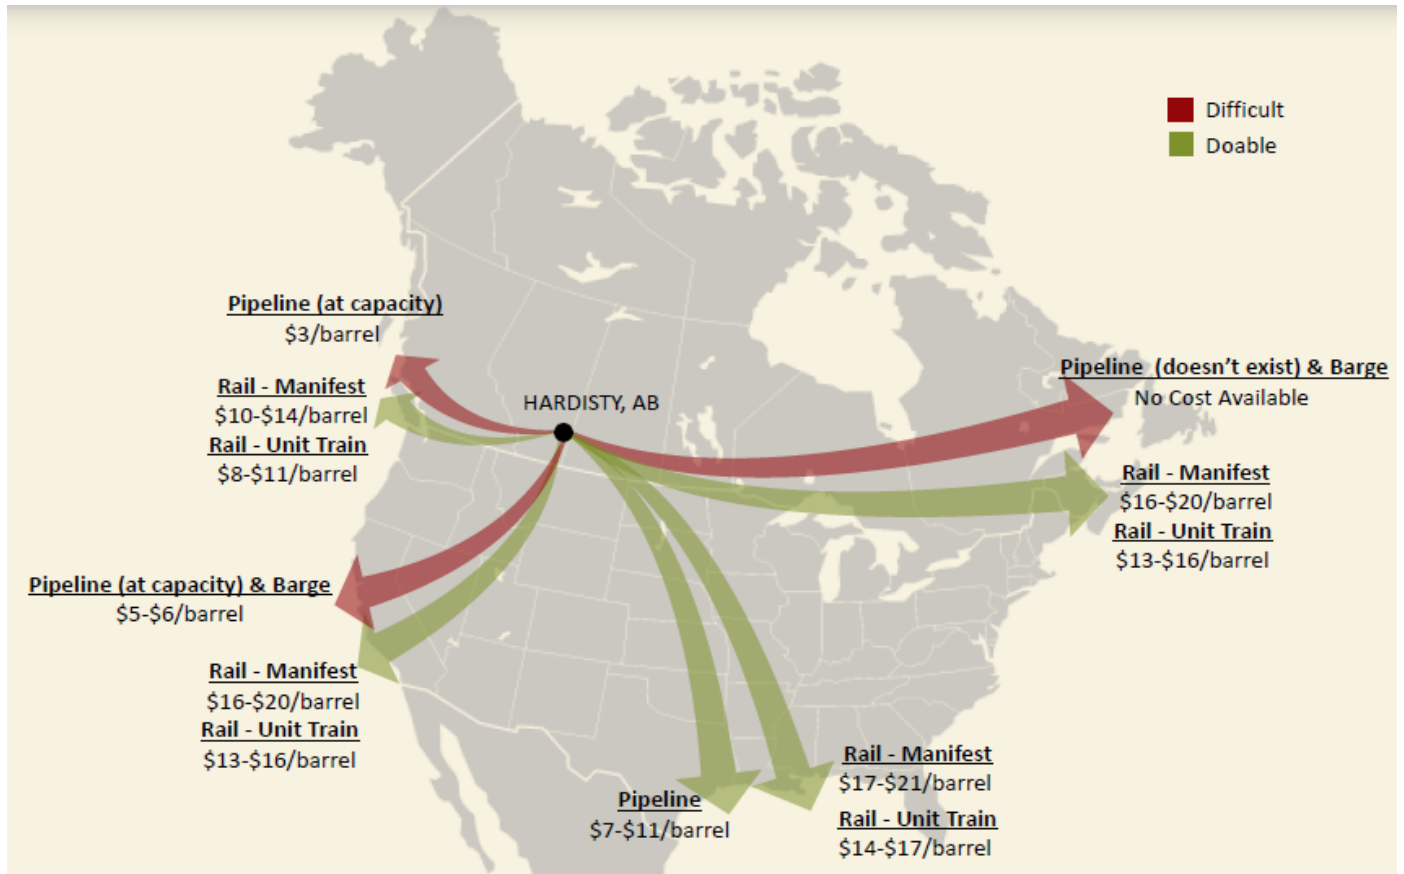 Difficult
Doable
Pipeline (at capacity)
$3/barrel
Rail - Manifest
$10-$14/barrel
Rail - Unit Train
$8-$11/barrel
HARDISTY, AB
Pipeline (doesn't exist) & Barge
No Cost Available
Rail - Manifest
$16-$20/barrel
Rail - Unit Train
$13-$16/barrel
Pipeline (at capacity) & Barge
$5-$6/barrel
Rail - Manifest
$16-$20/barrel
Rail - Unit Train
$13-$16/barrel
Pipeline
$7-$11/barrel
Rail - Manifest
$17-$21/barrel
Rail - Unit Train
$14-$17/barrel